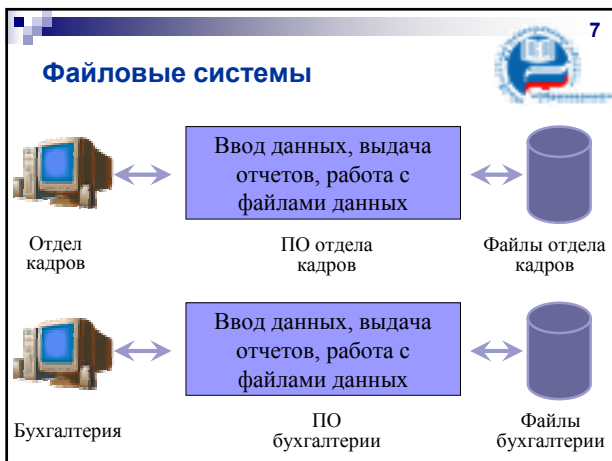 7
Файловые системы
Ввод данных, выдача
отчетов, работа с
файлами данных
Отдел
кадров
ПО отдела
кадров
Файлы отдела
кадров
Ввод данных, выдача
отчетов, работа с
файлами данных
Бухгалтерия
ПО
бухгалтерии
Файлы
бухгалтерии